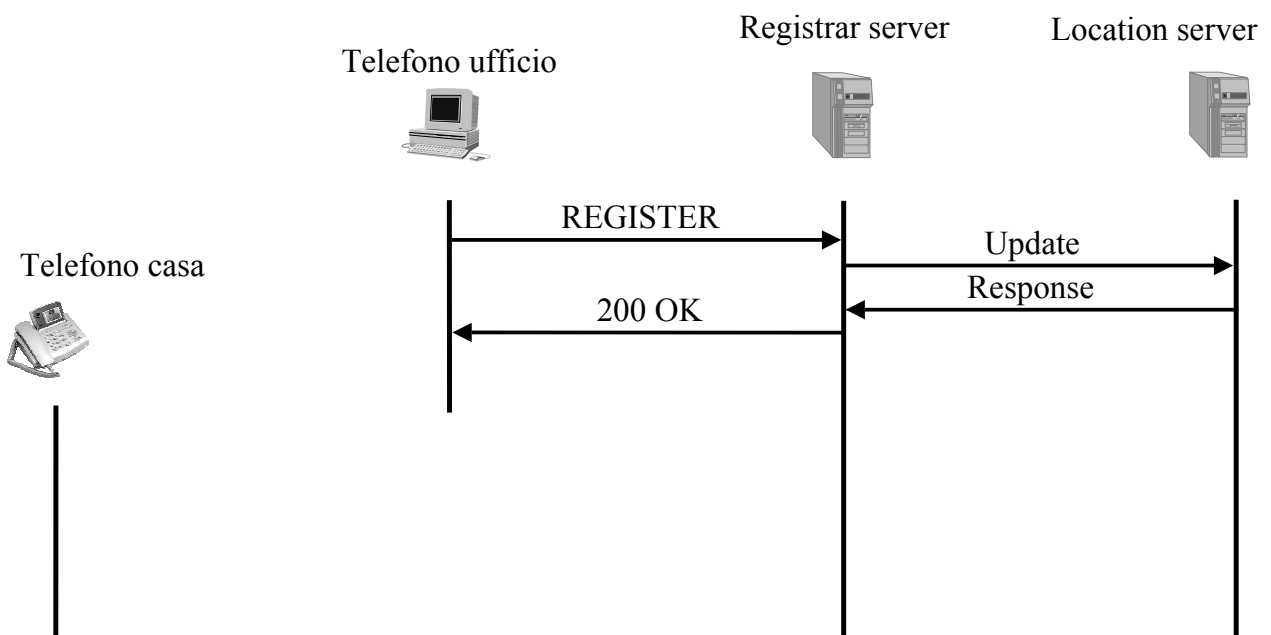 Registrar server
Location server
Telefono ufficio
REGISTER
Update
Telefono casa
Response
200 OK